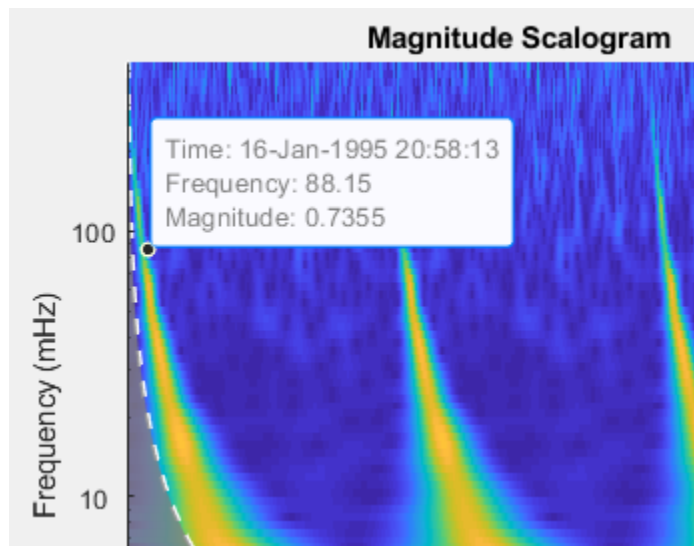 Magnitude Scalogram
Time: 16-Jan-1995 20:58:13
Frequency: 88.15
Magnitude: 0.7355
100
Frequency (mHz)
10